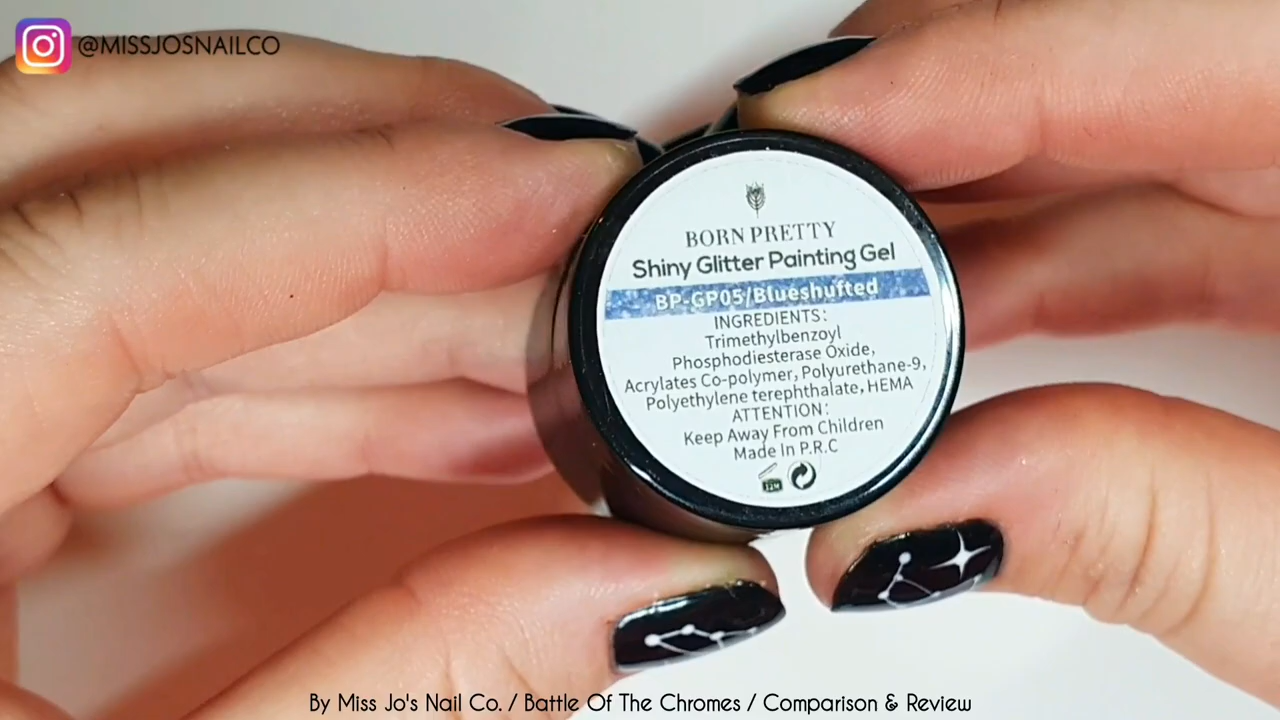 @MISSJOSNAILCO
BORN PRETTY
Shiny Glitter Painting Gel
BP-GP05/Blueshufted
INGREDIENTS:
Trimethylbenzoyl
Phosphodiesterase Oxide,
Acrylates Co-polymer, Polyurethane-9,
Polyethylene terephthalate, HEMA
ATTENTION:
Keep Away From Children
Made In P.R.C
12M
By Miss Jo's Nail Co. / Battle Of The Chromes / Comparison & Review